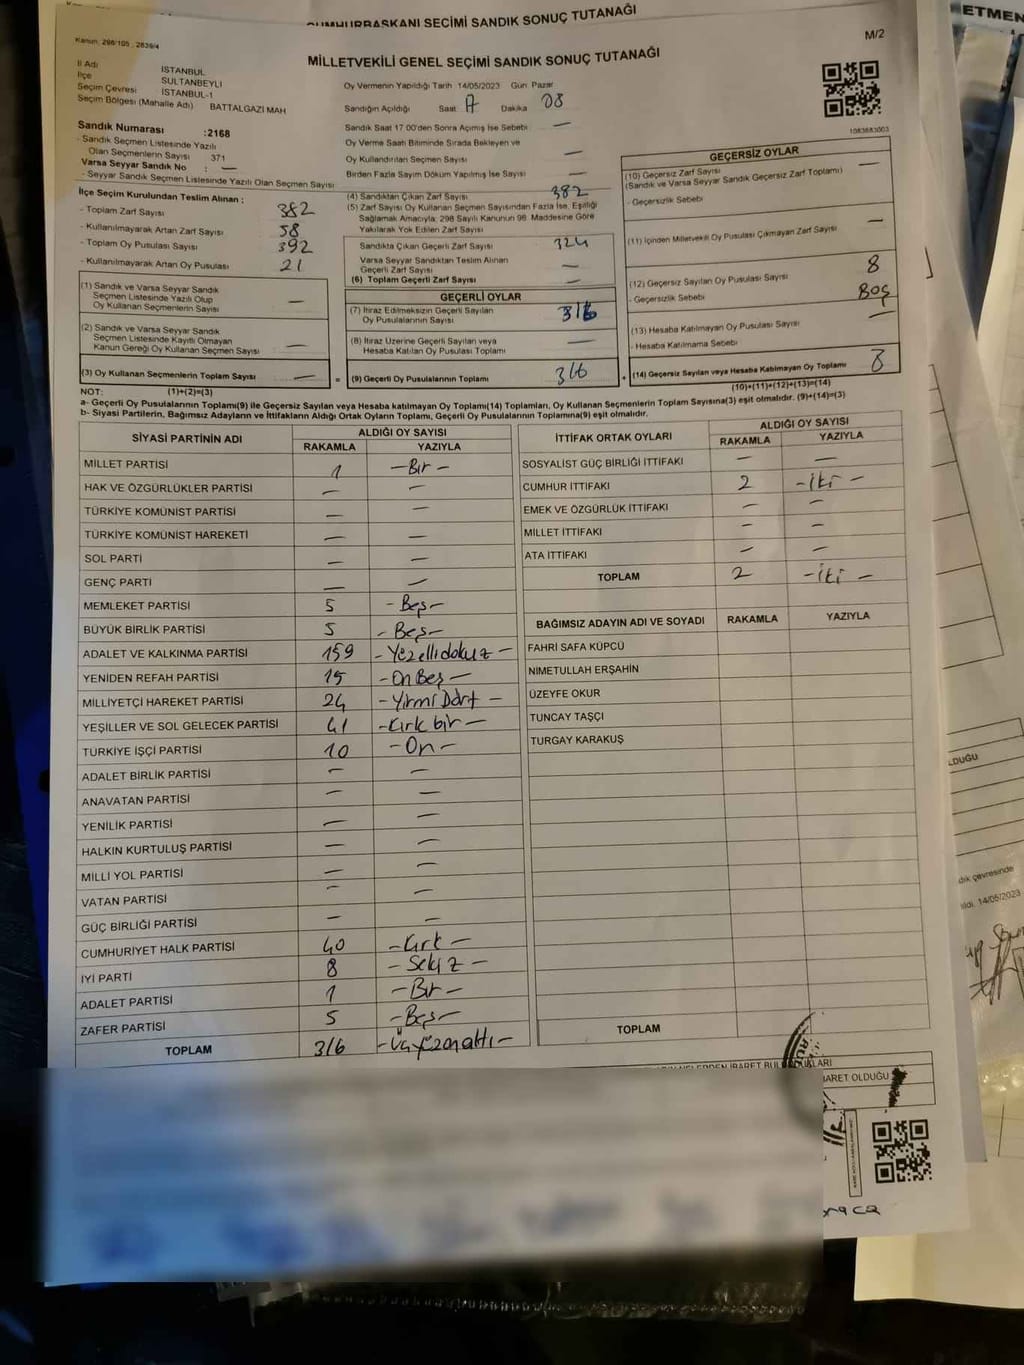 CUMHURBAŞKANI SEÇİMİ SANDIK SONUÇ TUTANAĞI
ETMEN
Kanun: 298/105 , 2839/4
M/2
MİLLETVEKİLİ GENEL SEÇİMİ SANDIK SONUÇ TUTANAĞI
İl Adı İSTANBUL
İlçe SULTANBEYLİ
Seçim Çevresi İSTANBUL-1
Seçim Bölgesi (Mahalle Adı) BATTALGAZİ MAH
Sandık Numarası :2168
- Sandık Seçmen Listesinde Yazılı
Olan Seçmenlerin Sayısı 371
Varsa Seyyar Sandık No : —
- Seyyar Sandık Seçmen Listesinde Yazılı Olan Seçmen Sayısı
Oy Vermenin Yapıldığı Tarih 14/05/2023 Gün Pazar
Sandığın Açıldığı Saat 17 Dakika 08
Sandık Saat 17.00'den Sonra Açımış İse Sebebi —
Oy Verme Saati Bitiminde Sırada Bekleyen ve
Oy Kullandırılan Seçmen Sayısı —
Birden Fazla Sayım Döküm Yapılmış İse Sayısı —
1083683003
İlçe Seçim Kurulundan Teslim Alınan :
- Toplam Zarf Sayısı 382
- Kullanılmayarak Artan Zarf Sayısı 58
- Toplam Oy Pusulası Sayısı 392
- Kullanılmayarak Artan Oy Pusulası 21
(1) Sandık ve Varsa Seyyar Sandık
Seçmen Listesinde Yazılı Olup
Oy Kullanan Seçmenlerin Sayısı —
(2) Sandık ve Varsa Seyyar Sandık
Seçmen Listesinde Kayıtlı Olmayan
Kanun Gereği Oy Kullanan Seçmen Sayısı —
(3) Oy Kullanan Seçmenlerin Toplam Sayısı —
(1)+(2)=(3)
(4) Sandıktan Çıkan Zarf Sayısı 382
(5) Zarf Sayısı Oy Kullanan Seçmen Sayısından Fazla İse, Eşitliği
Sağlamak Amacıyla, 298 Sayılı Kanunun 98. Maddesine Göre
Yakılarak Yok Edilen Zarf Sayısı
Sandıkta Çıkan Geçerli Zarf Sayısı 324
Varsa Seyyar Sandıktan Teslim Alınan
Geçerli Zarf Sayısı —
(6) Toplam Geçerli Zarf Sayısı —
GEÇERLİ OYLAR
(7) İtiraz Edilmeksizin Geçerli Sayılan
Oy Pusulalarının Sayısı 316
(8) İtiraz Üzerine Geçerli Sayılan veya
Hesaba Katılan Oy Pusulası Toplamı —
= (9) Geçerli Oy Pusulalarının Toplamı 316
GEÇERSİZ OYLAR
(10) Geçersiz Zarf Sayısı —
(Sandık ve Varsa Seyyar Sandık Geçersiz Zarf Toplamı)
- Geçersizlik Sebebi
(11) İçinden Milletvekili Oy Pusulası Çıkmayan Zarf Sayısı —
(12) Geçersiz Sayılan Oy Pusulası Sayısı 8
- Geçersizlik Sebebi Boş
(13) Hesaba Katılmayan Oy Pusulası Sayısı —
- Hesaba Katılmama Sebebi
+ (14) Geçersiz Sayılan veya Hesaba Katılmayan Oy Toplamı 8
(10)+(11)+(12)+(13)=(14)
NOT:
a- Geçerli Oy Pusulalarının Toplamı(9) ile Geçersiz Sayılan veya Hesaba katılmayan Oy Toplamı(14) Toplamları, Oy Kullanan Seçmenlerin Toplam Sayısına(3) eşit olmalıdır. (9)+(14)=(3)
b- Siyasi Partilerin, Bağımsız Adayların ve İttifakların Aldığı Ortak Oyların Toplamı, Geçerli Oy Pusulalarının Toplamına(9) eşit olmalıdır.
SİYASİ PARTİNİN ADI ALDIĞI OY SAYISI
RAKAMLA YAZIYLA
MİLLET PARTİSİ 1 -Bir-
HAK VE ÖZGÜRLÜKLER PARTİSİ — —
TÜRKİYE KOMÜNİST PARTİSİ — —
TÜRKİYE KOMÜNİST HAREKETİ — —
SOL PARTİ — —
GENÇ PARTİ — —
MEMLEKET PARTİSİ 5 -Beş-
BÜYÜK BİRLİK PARTİSİ 5 -Beş-
ADALET VE KALKINMA PARTİSİ 159 -Yüzellidokuz-
YENİDEN REFAH PARTİSİ 15 -OnBeş-
MİLLİYETÇİ HAREKET PARTİSİ 24 -Yirmi Dört-
YEŞİLLER VE SOL GELECEK PARTİSİ 41 -Kırk bir-
TÜRKİYE İŞÇİ PARTİSİ 10 -On-
ADALET BİRLİK PARTİSİ — —
ANAVATAN PARTİSİ — —
YENİLİK PARTİSİ — —
HALKIN KURTULUŞ PARTİSİ — —
MİLLİ YOL PARTİSİ — —
VATAN PARTİSİ — —
GÜÇ BİRLİĞİ PARTİSİ — —
CUMHURİYET HALK PARTİSİ 40 -Kırk-
İYİ PARTİ 8 -Sekiz-
ADALET PARTİSİ 1 -Bir-
ZAFER PARTİSİ 5 -Beş-
TOPLAM 316 -Üçyüzonaltı-
İTTİFAK ORTAK OYLARI ALDIĞI OY SAYISI
RAKAMLA YAZIYLA
SOSYALİST GÜÇ BİRLİĞİ İTTİFAKI — —
CUMHUR İTTİFAKI 2 -iki-
EMEK VE ÖZGÜRLÜK İTTİFAKI — —
MİLLET İTTİFAKI — —
ATA İTTİFAKI — —
TOPLAM 2 -iki-
BAĞIMSIZ ADAYIN ADI VE SOYADI RAKAMLA YAZIYLA
FAHRİ SAFA KÜPCÜ
NİMETULLAH ERŞAHİN
ÜZEYFE OKUR
TUNCAY TAŞÇI
TURGAY KARAKUŞ
TOPLAM
LDUĞU
dık çevresinde
ildi. 14/05/2023
BARET OLDUĞU